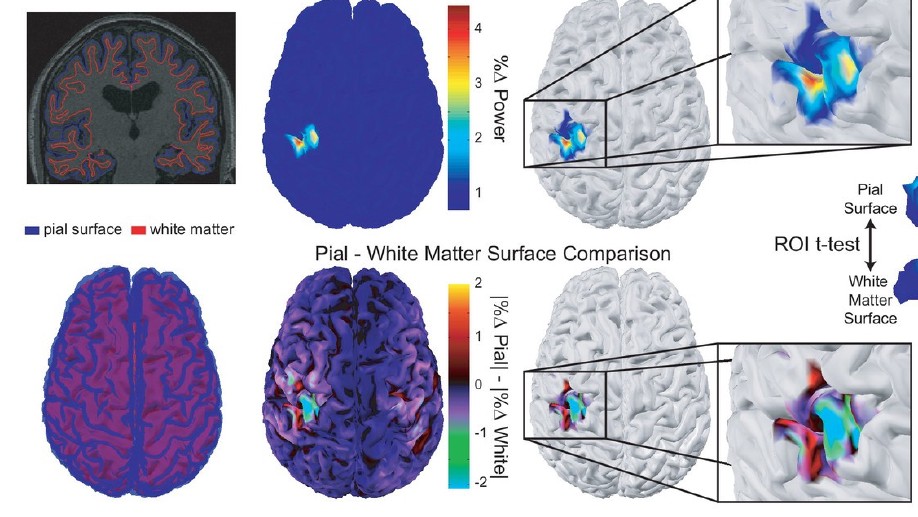 4
3
2
1
%Δ Power
pial surface
white matter
Pial
Surface
ROI t-test
White
Matter
Surface
Pial - White Matter Surface Comparison
2
1
0
-1
-2
|%Δ Pial| - |%Δ White|